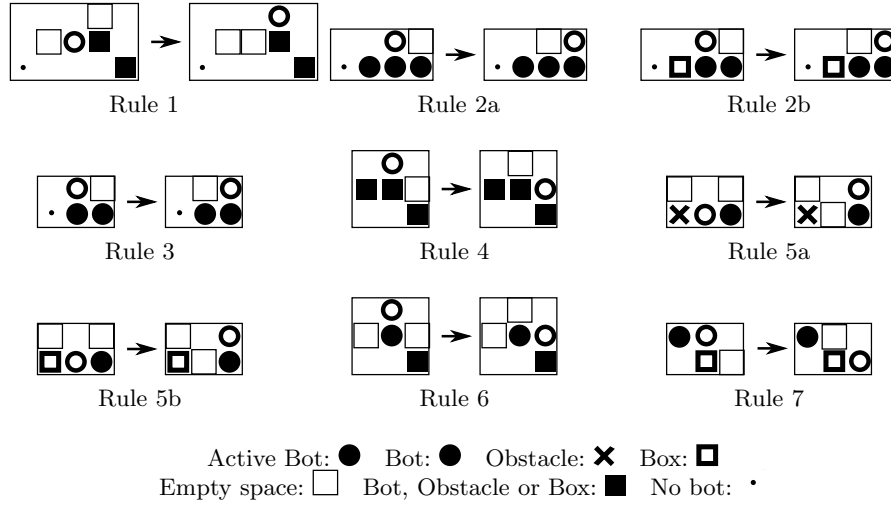 Rule 1
Rule 2a
Rule 2b
Rule 3
Rule 4
Rule 5a
Rule 5b
Rule 6
Rule 7
Active Bot: Bot: Obstacle: Box:
Empty space: Bot, Obstacle or Box: No bot: